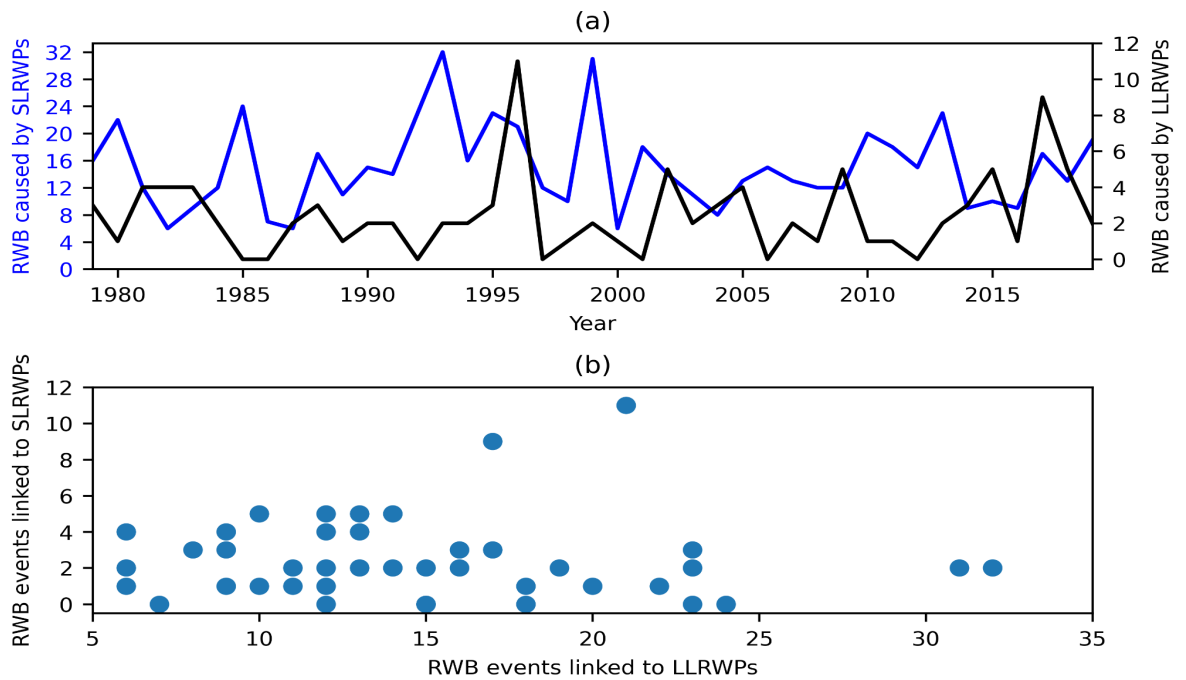 (a)
RWB caused by SLRWPs
32
28
24
20
16
12
8
4
0
12
10
8
6
4
2
0
RWB caused by LLRWPs
1980 1985 1990 1995 2000 2005 2010 2015
Year
(b)
RWB events linked to SLRWPs
12
10
8
6
4
2
0
5 10 15 20 25 30 35
RWB events linked to LLRWPs